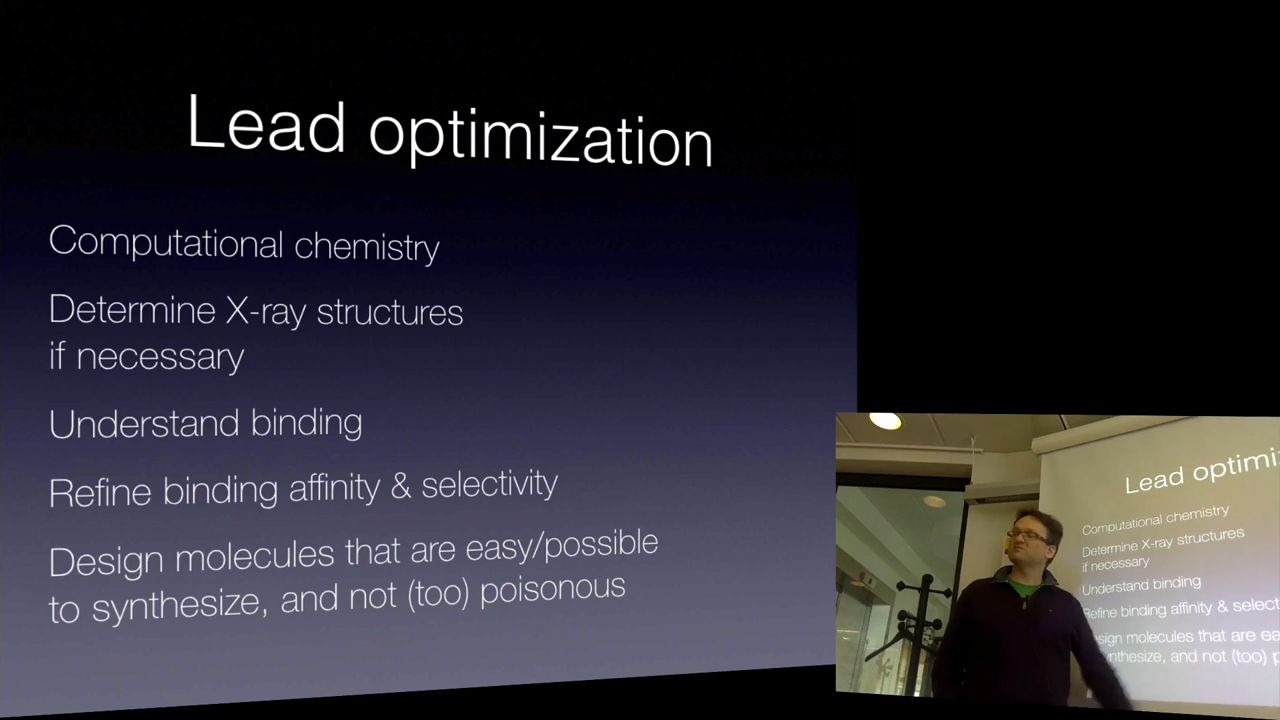 Lead optimization
Computational chemistry
Determine X-ray structures
if necessary
Understand binding
Refine binding affinity & selectivity
Design molecules that are easy/possible
to synthesize, and not (too) poisonous
Lead optimi
Computational chemistry
Determine X-ray structures
if necessary
Understand binding
Refine binding affinity & select
sign molecules that are ea
nthesize, and not (too) p